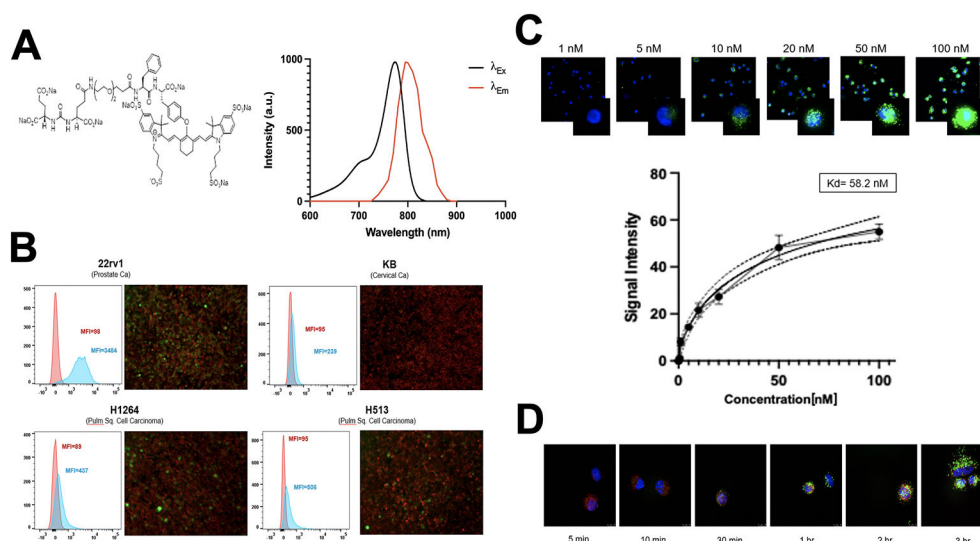 A
CO₂Na
NaO₂C
CO₂Na
CO₂Na
NaO₃S
SO₃Na
SO₃Na
λEx
λEm
Intensity (a.u.)
1000
500
0
600
700
800
900
1000
Wavelength (nm)
B
22rv1
(Prostate Ca)
MFI=98
MFI=3484
KB
(Cervical Ca)
MFI=95
MFI=239
H1264
(Pulm Sq. Cell Carcinoma)
MFI=89
MFI=437
H513
(Pulm Sq. Cell Carcinoma)
MFI=95
MFI=506
C
1 nM 5 nM 10 nM 20 nM 50 nM 100 nM
Kd= 58.2 nM
Signal Intensity
80
60
40
20
0
0 50 100
Concentration[nM]
D
5 min 10 min 30 min 1 hr 2 hr 3 hr